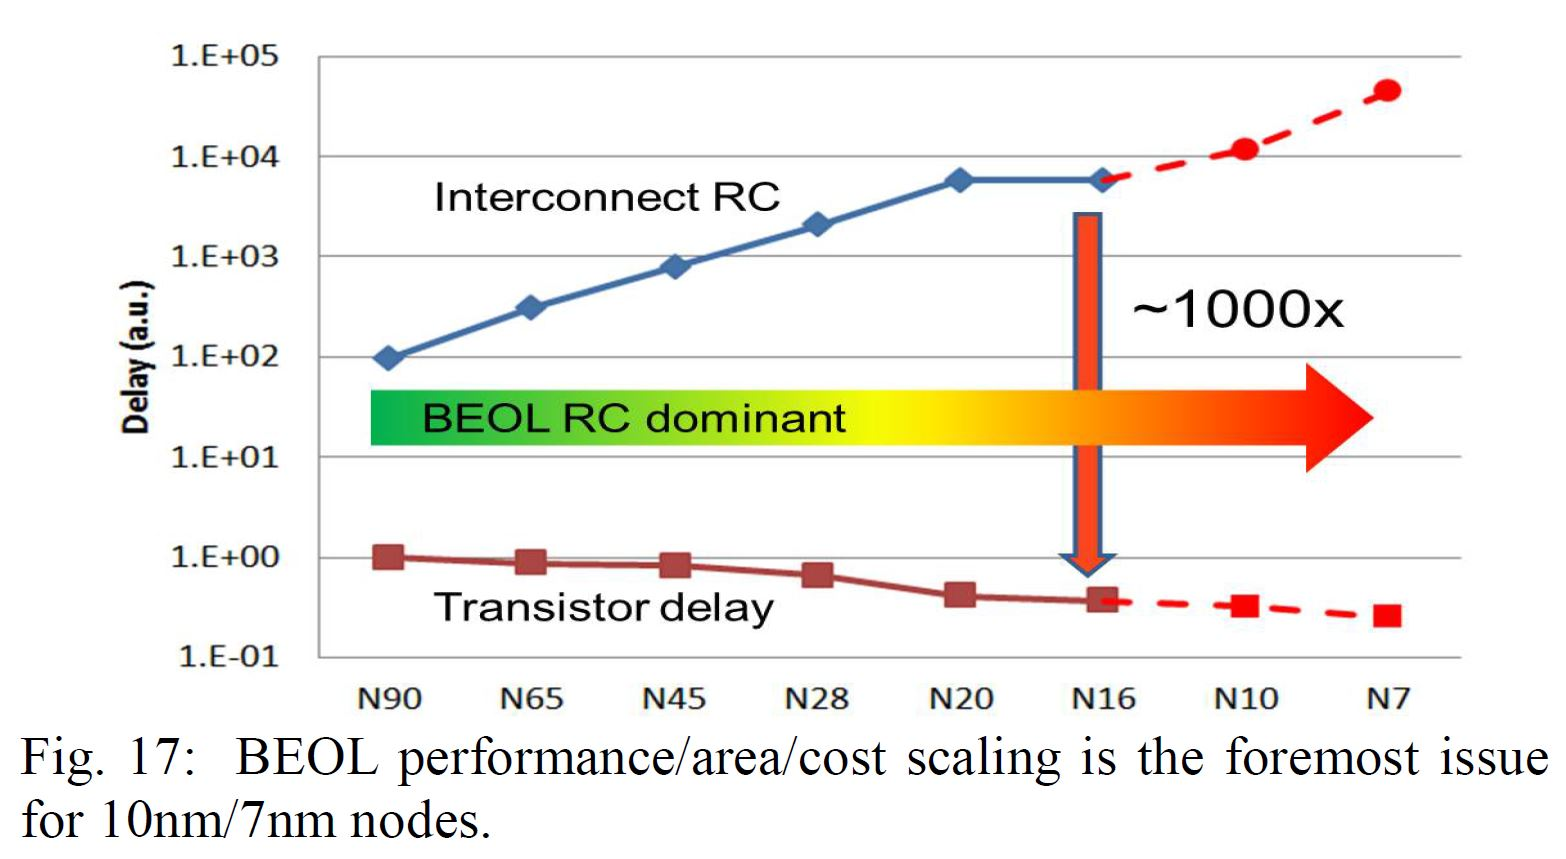 1.E+05
1.E+04
1.E+03
1.E+02
1.E+01
1.E+00
1.E-01
Delay (a.u.)
Interconnect RC
~1000x
BEOL RC dominant
Transistor delay
N90 N65 N45 N28 N20 N16 N10 N7
Fig. 17: BEOL performance/area/cost scaling is the foremost issue
for 10nm/7nm nodes.